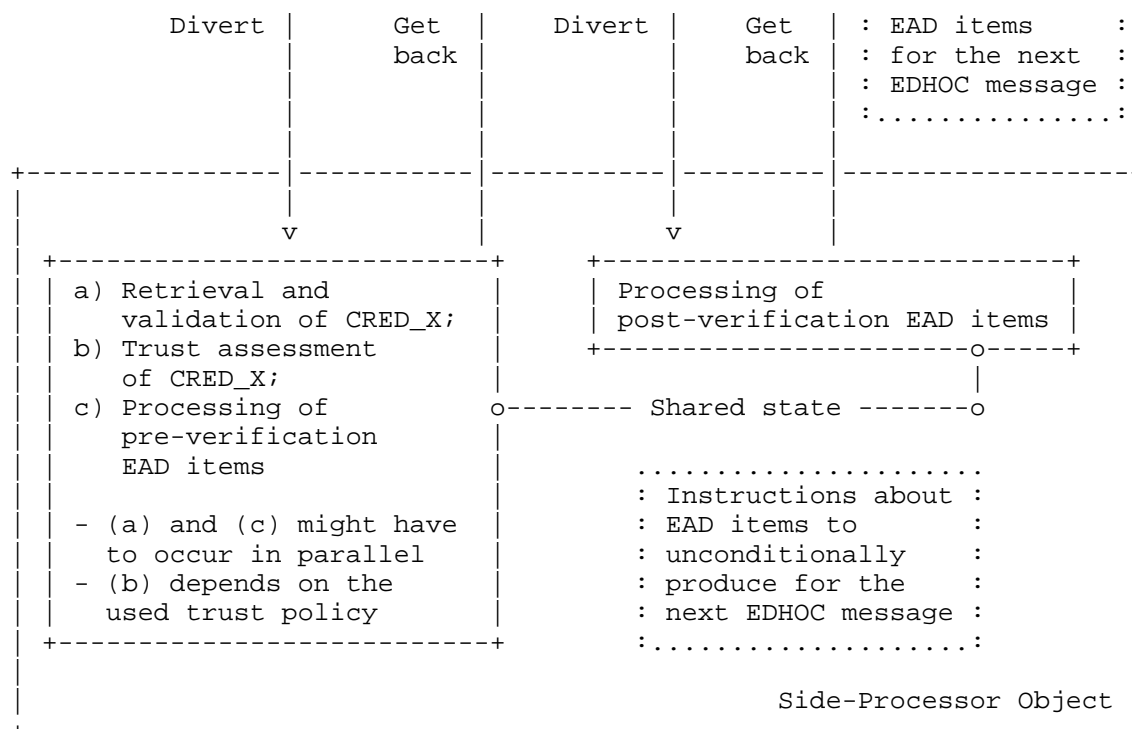 Divert Get Divert Get : EAD items :
back back : for the next :
: EDHOC message :
:...............:
v v
a) Retrieval and Processing of
validation of CRED_X; post-verification EAD items
b) Trust assessment
of CRED_X;
c) Processing of o-------- Shared state -------o
pre-verification
EAD items
......................
: Instructions about :
- (a) and (c) might have : EAD items to :
to occur in parallel : unconditionally :
- (b) depends on the : produce for the :
used trust policy : next EDHOC message :
:....................:
Side-Processor Object